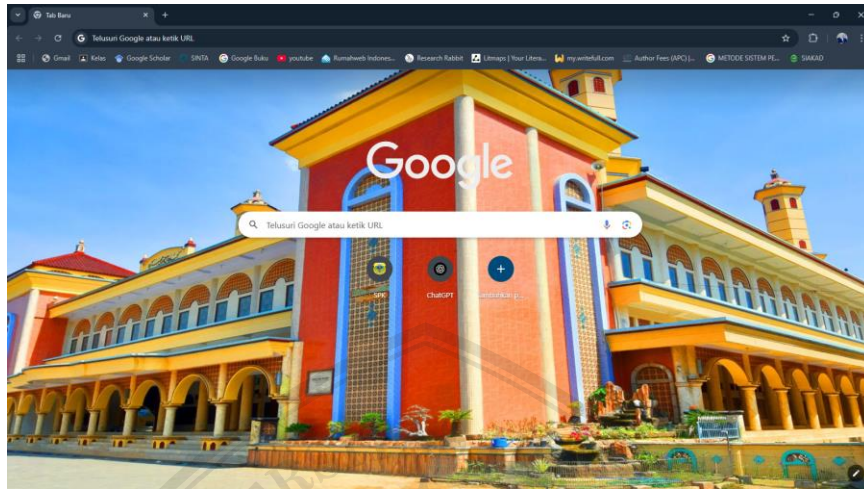 Tab Baru
Telusuri Google atau ketik URL
Gmail Kelas Google Scholar SINTA Google Buku youtube Rumahweb Indones... Research Rabbit Litmaps | Your Litera... my.writefull.com Author Fees (APC) |... METODE SISTEM PE... SIAKAD
Google
Telusuri Google atau ketik URL
SPK ChatGPT